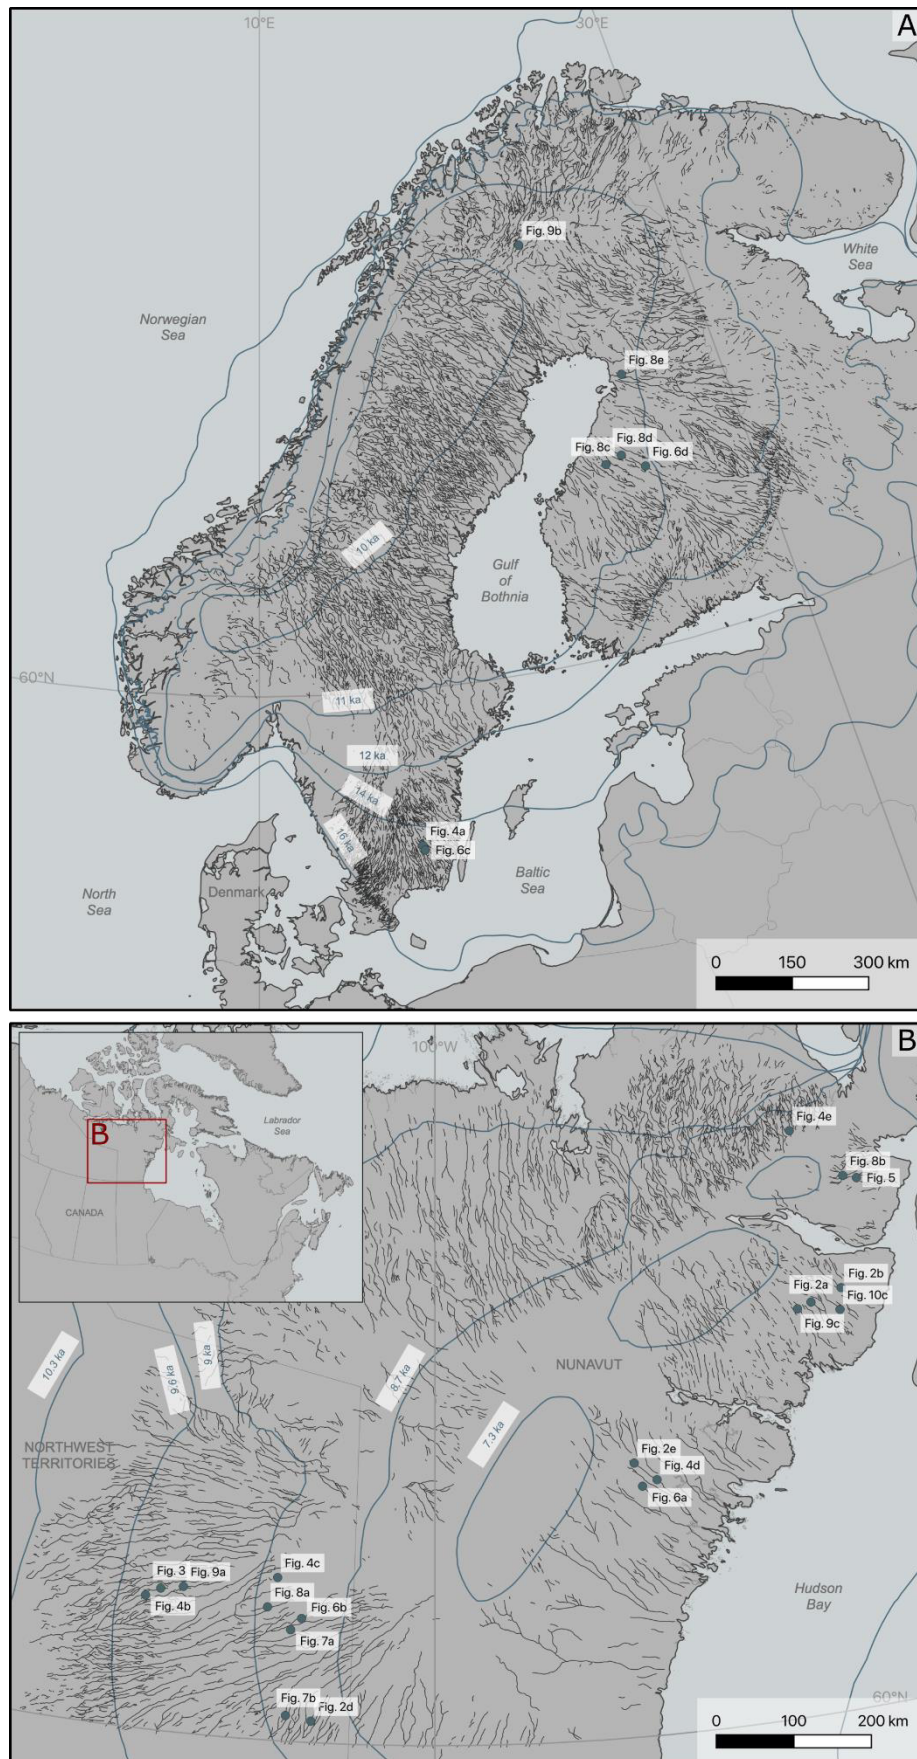 10°E
30°E
A
Fig. 9b
White
Sea
Norwegian
Sea
Fig. 8e
Fig. 8d
Fig. 8c
Fig. 6d
10 ka
Gulf
of
Bothnia
60°N
11 ka
12 ka
14 ka
16 ka
Fig. 4a
Fig. 6c
Baltic
Sea
North
Sea
Denmark
0 150 300 km
100°W
B
Labrador
Sea
B
CANADA
Fig. 4e
Fig. 8b
Fig. 5
Fig. 2b
Fig. 2a
Fig. 10c
Fig. 9c
10.3 ka
9.6 ka
9 ka
8.7 ka
NUNAVUT
7.3 ka
NORTHWEST
TERRITORIES
Fig. 2e
Fig. 4d
Fig. 6a
Fig. 3
Fig. 9a
Fig. 4c
Fig. 4b
Fig. 8a
Fig. 6b
Fig. 7a
Hudson
Bay
Fig. 7b
Fig. 2d
60°N
0 100 200 km